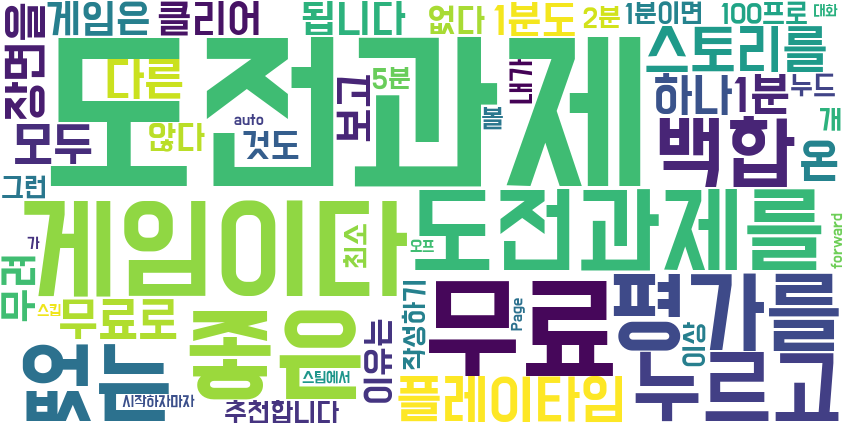 게임은 클리어 됩니다 없다 1분도 2분 1분이면 100프로 대화
장면을 도전과제 스토리를
다른 보고 5분 내가 하나 1분 누드
모두 않다 auto 것도 볼 백합 온 개
그런
게임이다 도전과제를
가 최소 오프 forward
무려 무료로 스킵 좋은 이유는 작성하기 무료 Page 평가를 이상
없는 시작하자마자 스팀에서 추천합니다 플레이타임 누르고